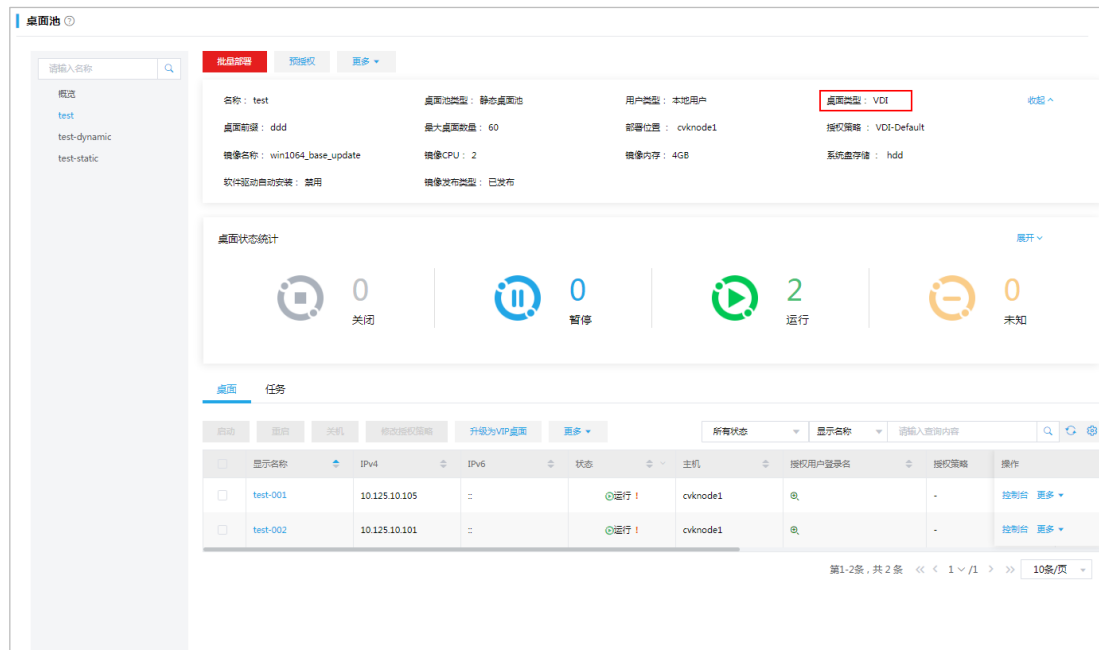 桌面池
请输入名称
概览
test
test-dynamic
test-static
批量部署 预授权 更多
名称： test 桌面池类型： 静态桌面池 用户类型： 本地用户 桌面类型： VDI 收起
桌面前缀： ddd 最大桌面数量： 60 部署位置： cvknode1 授权策略： VDI-Default
镜像名称： win1064_base_update 镜像CPU： 2 镜像内存： 4GB 系统盘存储 ： hdd
软件驱动自动安装： 禁用 镜像发布类型： 已发布
桌面状态统计 展开
0 0 2 0
关闭 暂停 运行 未知
桌面 任务
启动 重启 关机 修改授权策略 升级为VIP桌面 更多 所有状态 显示名称 请输入查询内容
显示名称 IPv4 IPv6 状态 主机 授权用户登录名 授权策略 操作
test-001 10.125.10.105 :: 运行 ! cvknode1 - 控制台 更多
test-002 10.125.10.101 :: 运行 ! cvknode1 - 控制台 更多
第1-2条 , 共 2 条 << < 1 /1 > >> 10条/页